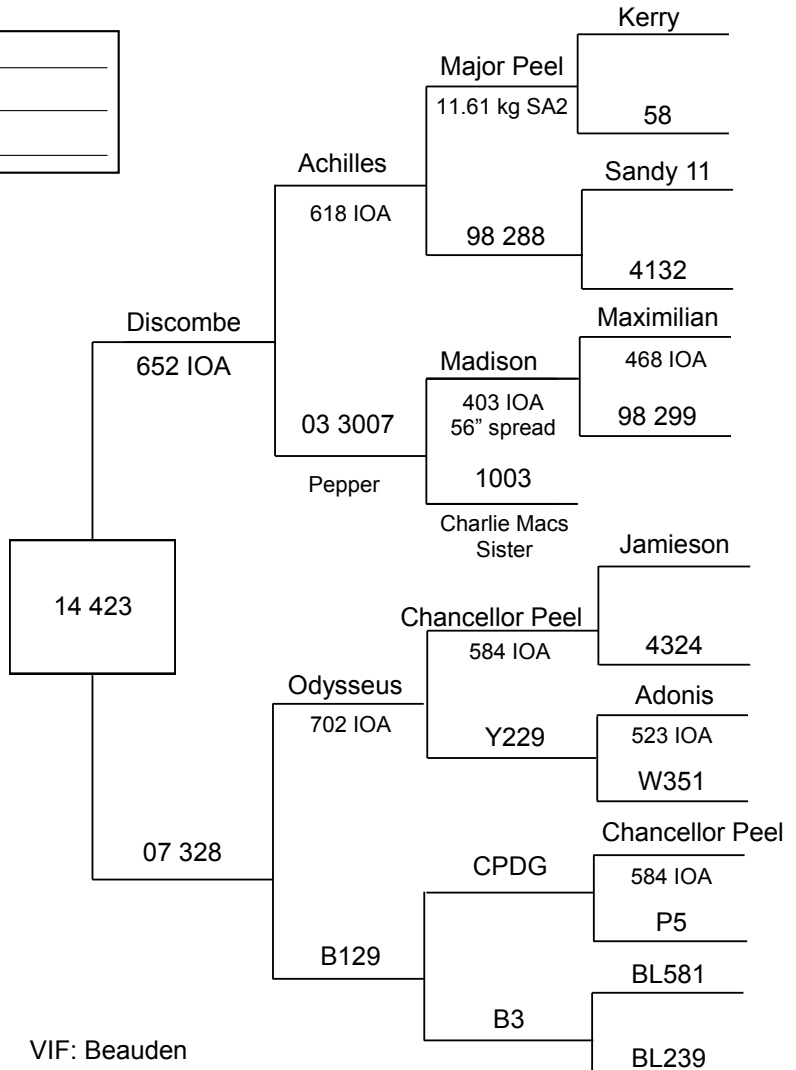 Kerry
Major Peel
11.61 kg SA2
58
Achilles
618 IOA
Sandy 11
98 288
4132
Discombe
652 IOA
Maximilian
Madison
468 IOA
403 IOA
56” spread
98 299
03 3007
Pepper
1003
Charlie Macs
Sister
Jamieson
14 423
Chancellor Peel
584 IOA
4324
Odysseus
702 IOA
Adonis
Y229
523 IOA
W351
07 328
Chancellor Peel
CPDG
584 IOA
P5
B129
BL581
B3
VIF: Beauden
BL239